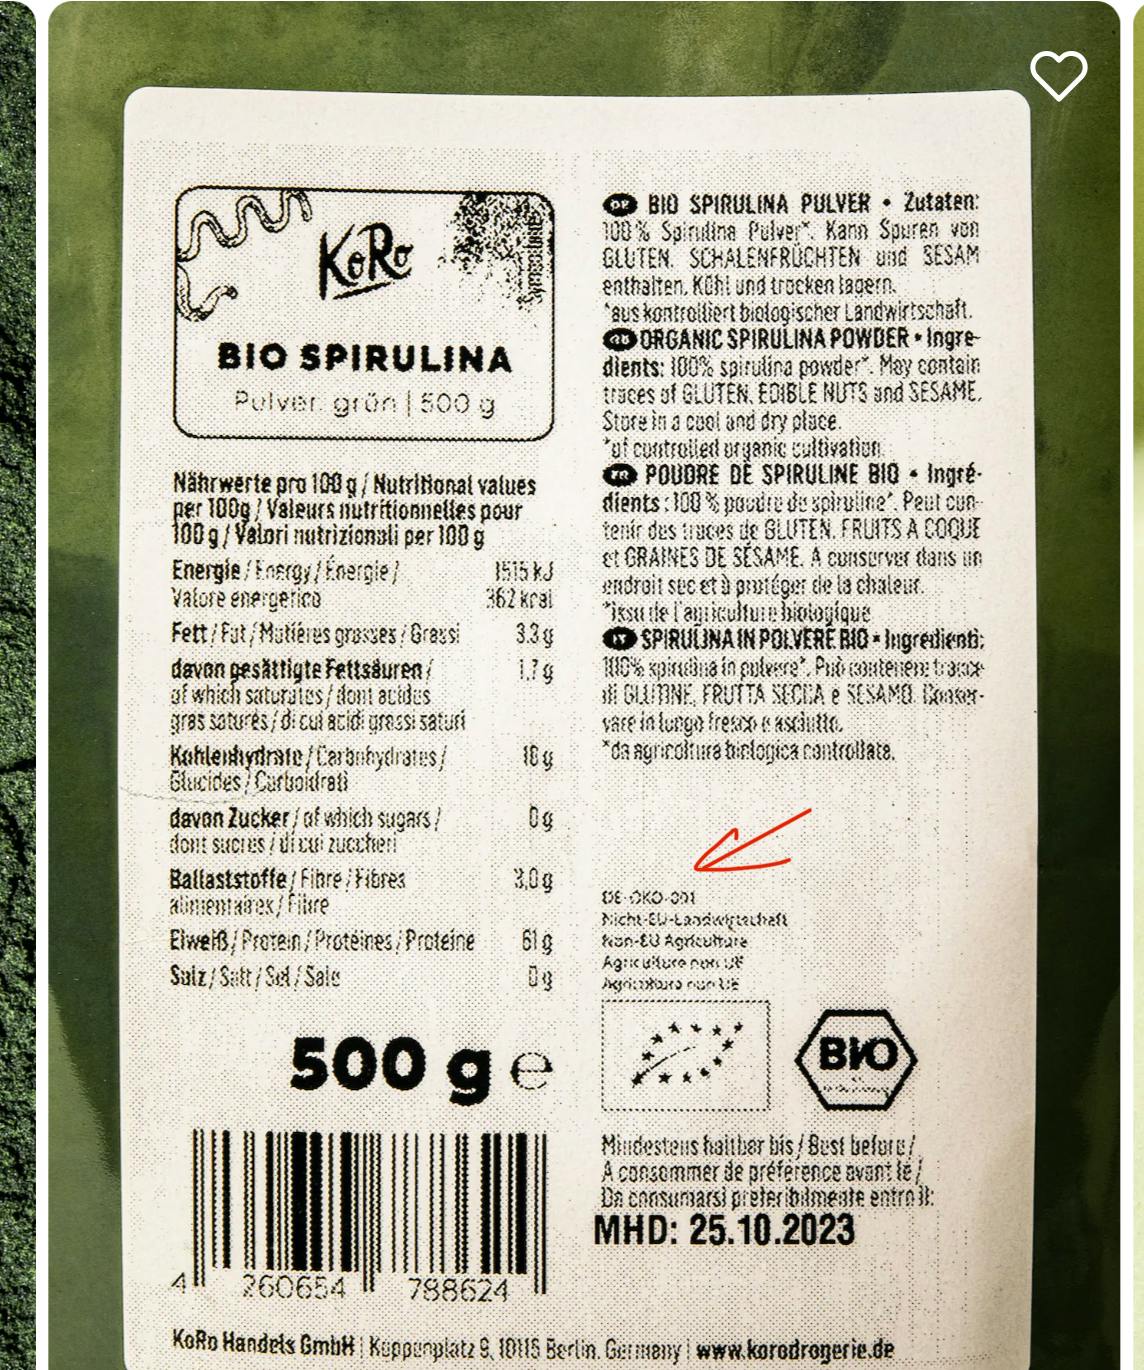 KoRo
BIO SPIRULINA
Pulver, grün | 500 g
Nährwerte pro 100 g / Nutritional values
per 100g / Valeurs nutritionnelles pour
100 g / Valori nutrizionali per 100 g
Energie / Energy / Énergie / 1515 kJ
Valore energetico 362 kcal
Fett / Fat / Matières grasses / Grassi 3.3 g
davon gesättigte Fettsäuren / 1,7 g
of which saturates / dont acides
gras saturés / di cui acidi grassi saturi
Kohlenhydrate / Carbohydrates / 18 g
Glucides / Carboidrati
davon Zucker / of which sugars / 0 g
dont sucres / di cui zuccheri
Ballaststoffe / Fibre / Fibres 3,0 g
alimentaires / Fibre
Eiweiß / Protein / Protéines / Proteine 61 g
Salz / Salt / Sel / Sale 0 g
500 g e
4 260654 788624
DE BIO SPIRULINA PULVER • Zutaten:
100 % Spirulina Pulver*. Kann Spuren von
GLUTEN, SCHALENFRÜCHTEN und SESAM
enthalten. Kühl und trocken lagern.
*aus kontrolliert biologischer Landwirtschaft.
GB ORGANIC SPIRULINA POWDER • Ingre-
dients: 100% spirulina powder*. May contain
traces of GLUTEN, EDIBLE NUTS and SESAME.
Store in a cool and dry place.
*of controlled organic cultivation.
FR POUDRE DE SPIRULINE BIO • Ingré-
dients : 100 % poudre de spiruline*. Peut con-
tenir des traces de GLUTEN, FRUITS A COQUE
et GRAINES DE SÉSAME. A conserver dans un
endroit sec et à protéger de la chaleur.
*issu de l'agriculture biologique
IT SPIRULINA IN POLVERE BIO • Ingredienti:
100% spirulina in polvere*. Può contenere tracce
di GLUTINE, FRUTTA SECCA e SESAMO. Conser-
vare in luogo fresco e asciutto.
*da agricoltura biologica controllata.
DE-ÖKO-001
Nicht-EU-Landwirtschaft
Non-EU Agriculture
Agriculture non UE
Agricoltura non UE
BIO
Mindestens haltbar bis / Best before /
A consommer de préférence avant le /
Da consumarsi preferibilmente entro il:
MHD: 25.10.2023
KoRo Handels GmbH | Koppenplatz 9, 10115 Berlin, Germany | www.korodrogerie.de